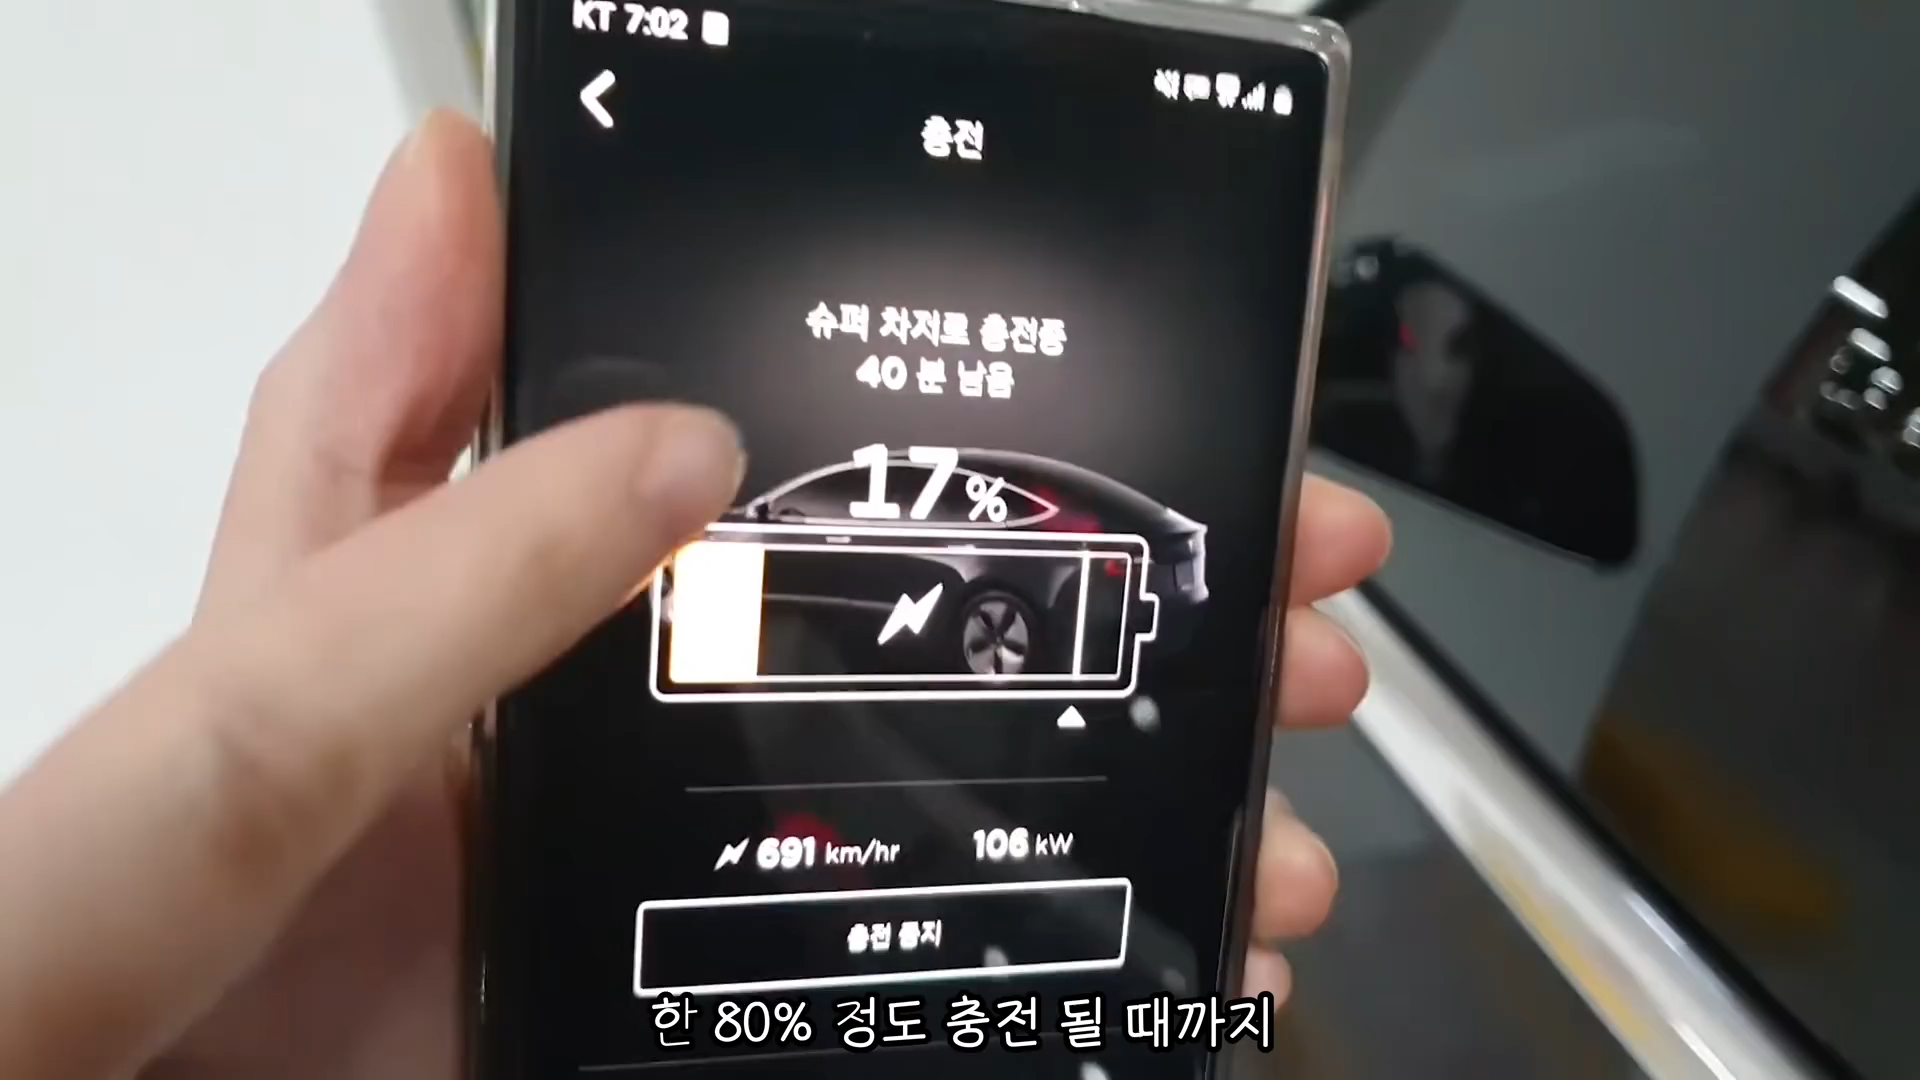 KT 7:02
충전
슈퍼 차저로 충전중
40 분 남음
17%
691 km/hr 106 kW
충전 중지
한 80% 정도 충전 될 때까지